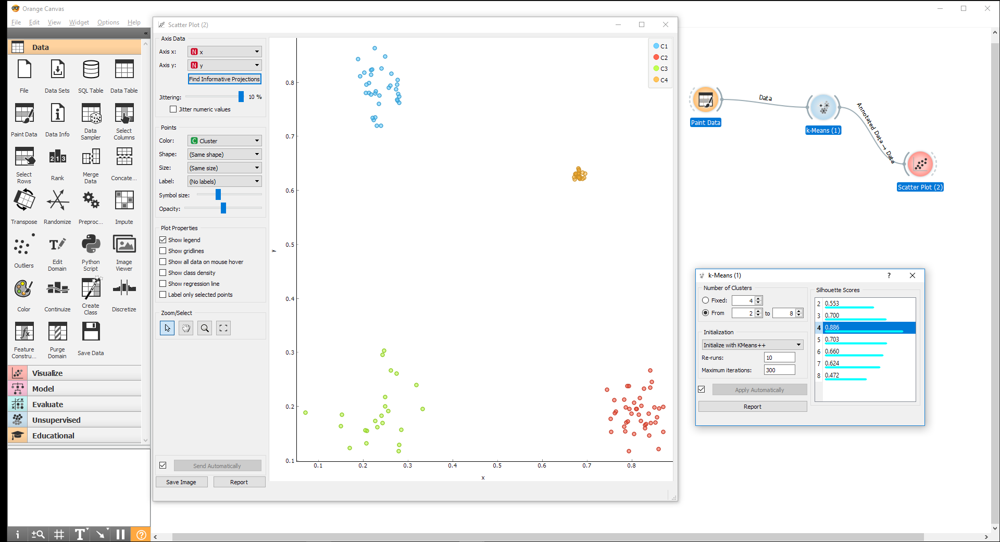 Orange Canvas
File Edit View Widget Options Help
«
Data
File
Data Sets
SQL Table
Data Table
Paint Data
Data Info
Data
Sampler
Select
Columns
Select
Rows
Rank
Merge
Data
Concate...
Transpose
Randomize
Preproc...
Impute
Outliers
Edit
Domain
Python
Script
Image
Viewer
Color
Continuize
Create
Class
Discretize
Feature
Constru...
Purge
Domain
Save Data
Visualize
Model
Evaluate
Unsupervised
Educational
Scatter Plot (2)
Axis Data
Axis x: N x
Axis y: N y
Find Informative Projections
Jittering: 10 %
Jitter numeric values
Points
Color: C Cluster
Shape: (Same shape)
Size: (Same size)
Label: (No labels)
Symbol size:
Opacity:
Plot Properties
Show legend
Show gridlines
Show all data on mouse hover
Show class density
Show regression line
Label only selected points
Zoom/Select
Send Automatically
Save Image Report
C1
C2
C3
C4
0.8
0.7
0.6
0.5
0.4
0.3
0.2
0.1
y
0.1 0.2 0.3 0.4 0.5 0.6 0.7 0.8
x
Paint Data
Data
k-Means (1)
Annotated Data → Data
Scatter Plot (2)
k-Means (1) ?
Number of Clusters
Fixed: 4
From 2 to 8
Initialization
Initialize with KMeans++
Re-runs: 10
Maximum iterations: 300
Apply Automatically
Report
Silhouette Scores
2 0.553
3 0.700
4 0.886
5 0.703
6 0.660
7 0.624
8 0.472